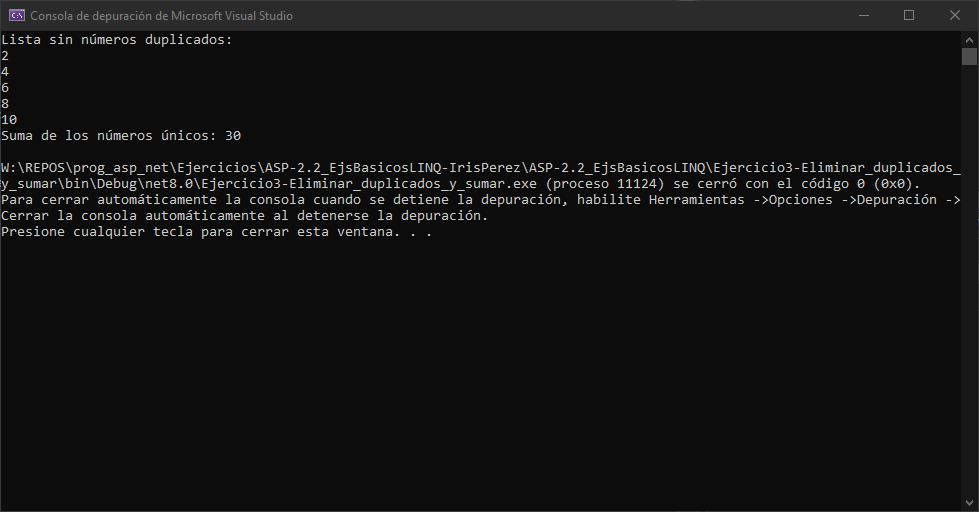 Consola de depuración de Microsoft Visual Studio
Lista sin números duplicados:
2
4
6
8
10
Suma de los números únicos: 30
W:\REPOS\prog_asp_net\Ejercicios\ASP-2.2_EjsBasicosLINQ-IrisPerez\ASP-2.2_EjsBasicosLINQ\Ejercicio3-Eliminar_duplicados_
y_sumar\bin\Debug\net8.0\Ejercicio3-Eliminar_duplicados_y_sumar.exe (proceso 11124) se cerró con el código 0 (0x0).
Para cerrar automáticamente la consola cuando se detiene la depuración, habilite Herramientas ->Opciones ->Depuración ->
Cerrar la consola automáticamente al detenerse la depuración.
Presione cualquier tecla para cerrar esta ventana. . .